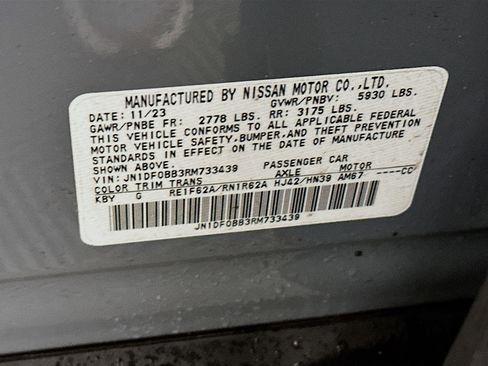 MANUFACTURED BY NISSAN MOTOR CO.,LTD.
DATE: 11/23 GVWR/PNBV: 5930 LBS.
GAWR/PNBE FR: 2778 LBS. RR: 3175 LBS.
THIS VEHICLE CONFORMS TO ALL APPLICABLE FEDERAL
MOTOR VEHICLE SAFETY,BUMPER,AND THEFT PREVENTION
STANDARDS IN EFFECT ON THE DATE OF MANUFACTURE
SHOWN ABOVE.
VIN: JN1DF0BB3RM733439 PASSENGER CAR
COLOR TRIM TRANS AXLE MOTOR
KBY G RE1F62A/RN1R62A HJ42/HN39 AM67 ----CC
JN1DF0BB3RM733439